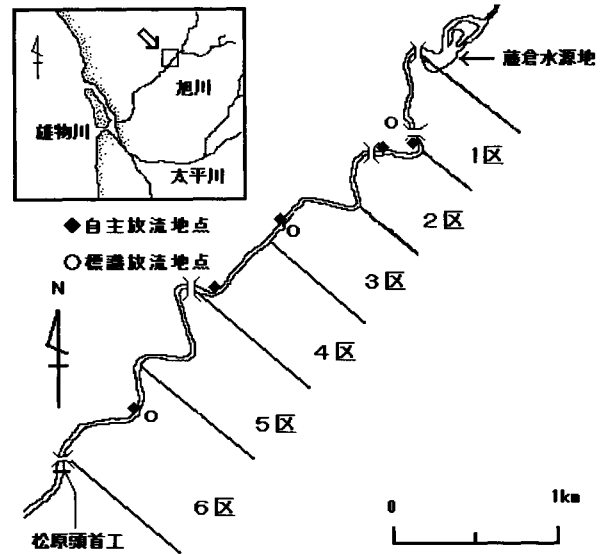 藤倉水源地
旭川
雄物川
太平川
1区
2区
◆自主放流地点
○標識放流地点
3区
N
4区
5区
6区
0
1km
松原頭首工